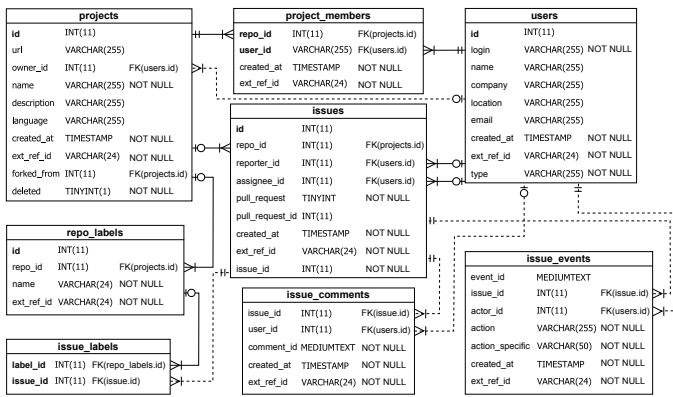 projects
id INT(11)
url VARCHAR(255)
owner_id INT(11) FK(users.id)
name VARCHAR(255) NOT NULL
description VARCHAR(255)
language VARCHAR(255)
created_at TIMESTAMP NOT NULL
ext_ref_id VARCHAR(24) NOT NULL
forked_from INT(11) FK(projects.id)
deleted TINYINT(1) NOT NULL
project_members
repo_id INT(11) FK(projects.id)
user_id VARCHAR(255) FK(users.id)
created_at TIMESTAMP NOT NULL
ext_ref_id VARCHAR(24) NOT NULL
users
id INT(11)
login VARCHAR(255) NOT NULL
name VARCHAR(255)
company VARCHAR(255)
location VARCHAR(255)
email VARCHAR(255)
created_at TIMESTAMP NOT NULL
ext_ref_id VARCHAR(24) NOT NULL
type VARCHAR(255) NOT NULL
issues
id INT(11)
repo_id INT(11) FK(projects.id)
reporter_id INT(11) FK(users.id)
assignee_id INT(11) FK(users.id)
pull_request TINYINT NOT NULL
pull_request_id INT(11)
created_at TIMESTAMP NOT NULL
ext_ref_id VARCHAR(24) NOT NULL
issue_id INT(11) NOT NULL
repo_labels
id INT(11)
repo_id INT(11) FK(projects.id)
name VARCHAR(24) NOT NULL
ext_ref_id VARCHAR(24) NOT NULL
issue_labels
label_id INT(11) FK(repo_labels.id)
issue_id INT(11) FK(issue.id)
issue_comments
issue_id INT(11) FK(issue.id)
user_id INT(11) FK(users.id)
comment_id MEDIUMTEXT NOT NULL
created_at TIMESTAMP NOT NULL
ext_ref_id VARCHAR(24) NOT NULL
issue_events
event_id MEDIUMTEXT
issue_id INT(11) FK(issue.id)
actor_id INT(11) FK(users.id)
action VARCHAR(255) NOT NULL
action_specific VARCHAR(50) NOT NULL
created_at TIMESTAMP NOT NULL
ext_ref_id VARCHAR(24) NOT NULL